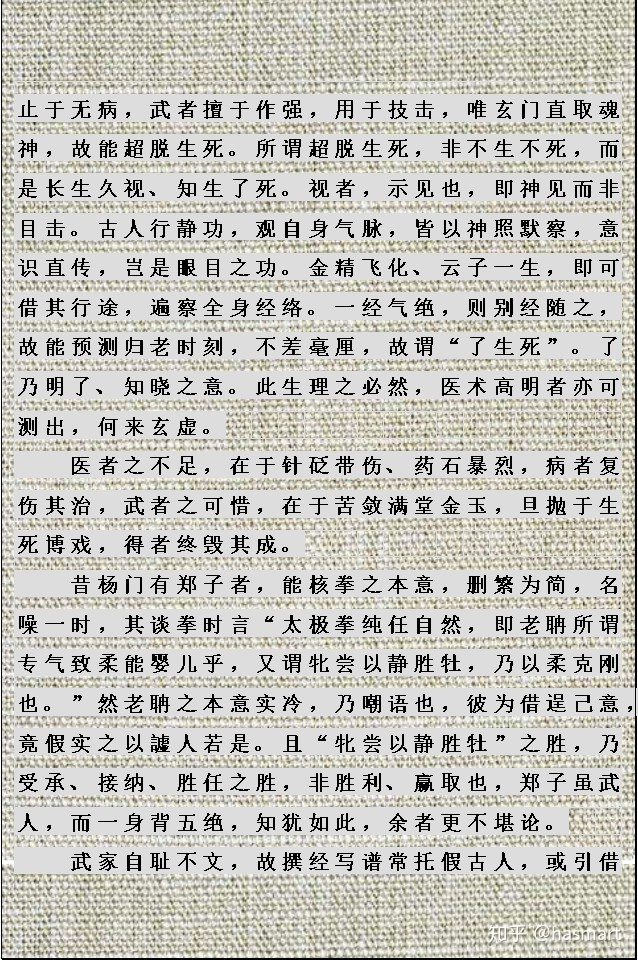 止于无病，武者擅于作强，用于技击，唯玄门直取魂
神，故能超脱生死。所谓超脱生死，非不生不死，而
是长生久视、知生了死。视者，示见也，即神见而非
目击。古人行静功，观自身气脉，皆以神照默察，意
识直传，岂是眼目之功。金精飞化、云子一生，即可
借其行途，遍察全身经络。一经气绝，则别经随之，
故能预测归老时刻，不差毫厘，故谓“了生死”。了
乃明了、知晓之意。此生理之必然，医术高明者亦可
测出，何来玄虚。
医者之不足，在于针砭带伤、药石暴烈，病者复
伤其治，武者之可惜，在于苦敛满堂金玉，旦抛于生
死博戏，得者终毁其成。
昔杨门有郑子者，能核拳之本意，删繁为简，名
噪一时，其谈拳时言“太极拳纯任自然，即老聃所谓
专气致柔能婴儿乎，又谓牝尝以静胜牡，乃以柔克刚
也。”然老聃之本意实冷，乃嘲语也，彼为借逞己意，
竟假实之以謔人若是。且“牝尝以静胜牡”之胜，乃
受承、接纳、胜任之胜，非胜利、赢取也，郑子虽武
人，而一身背五绝，知犹如此，余者更不堪论。
武家自耻不文，故撰经写谱常托假古人，或引借
知乎 @hasmart